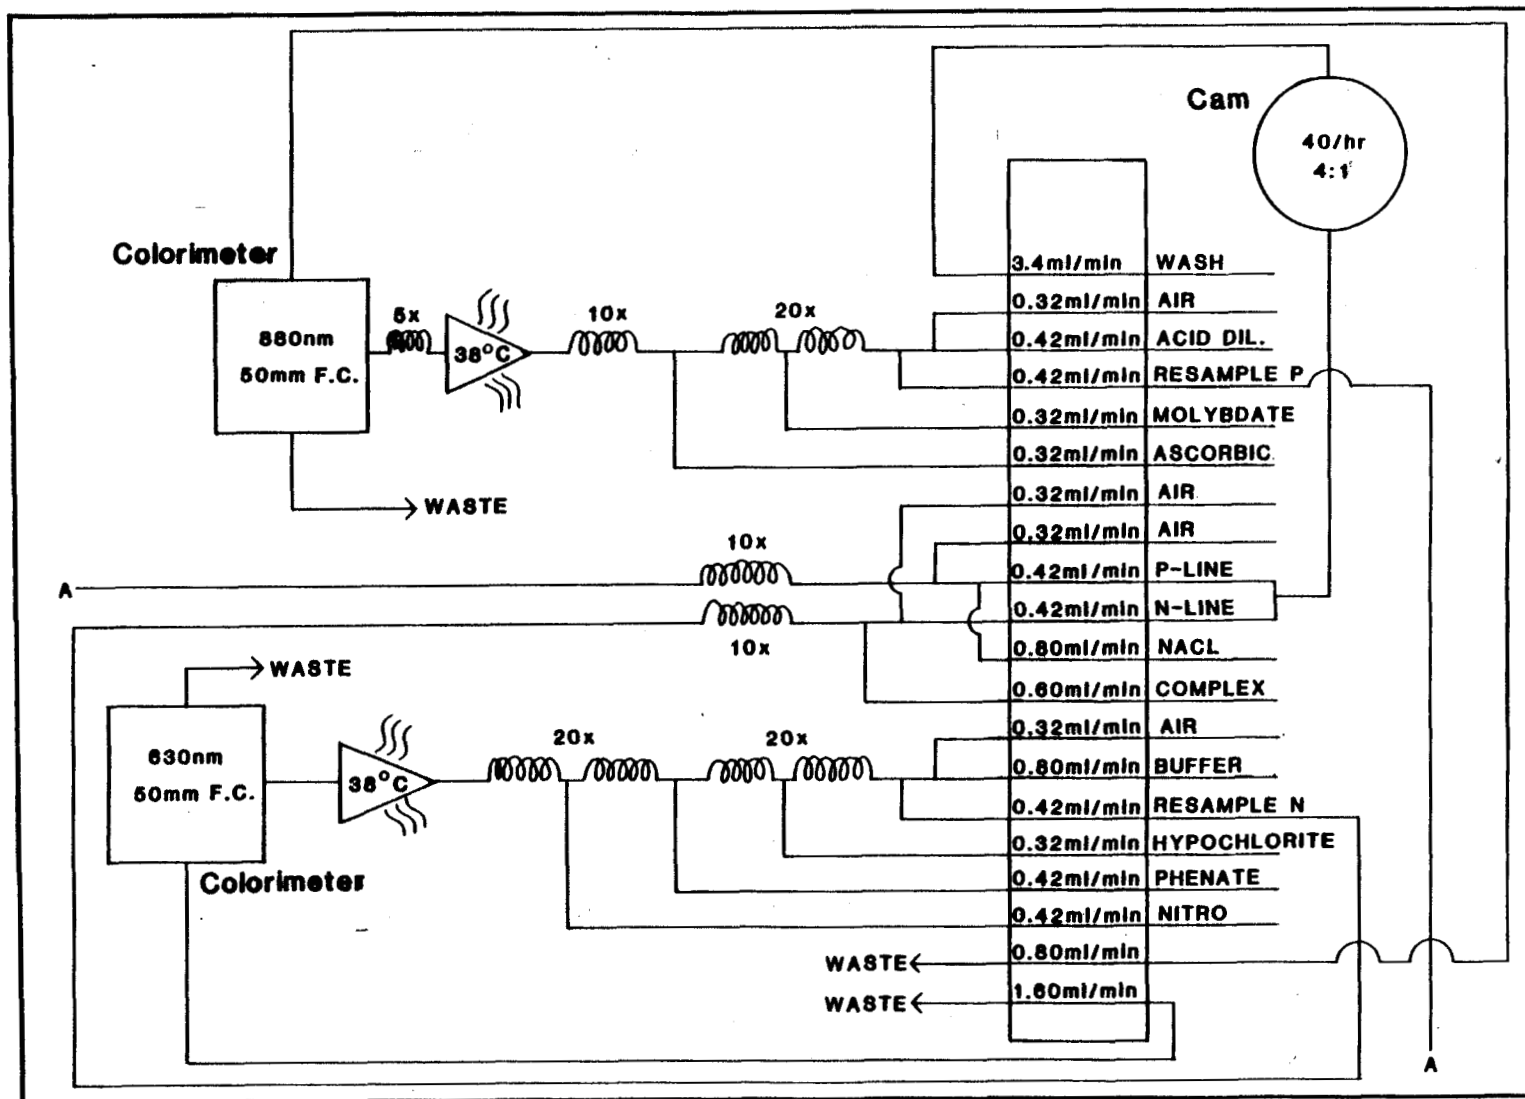 Cam
40/hr
4:1
Colorimeter
880nm
50mm F.C.
5x
38°C
10x
20x
WASTE
3.4ml/min WASH
0.32ml/min AIR
0.42ml/min ACID DIL.
0.42ml/min RESAMPLE P
0.32ml/min MOLYBDATE
0.32ml/min ASCORBIC
0.32ml/min AIR
0.32ml/min AIR
0.42ml/min P-LINE
0.42ml/min N-LINE
0.80ml/min NACL
0.60ml/min COMPLEX
0.32ml/min AIR
0.80ml/min BUFFER
0.42ml/min RESAMPLE N
0.32ml/min HYPOCHLORITE
0.42ml/min PHENATE
0.42ml/min NITRO
0.80ml/min
WASTE
1.60ml/min
WASTE
A
10x
10x
WASTE
630nm
50mm F.C.
38°C
20x
20x
Colorimeter
A